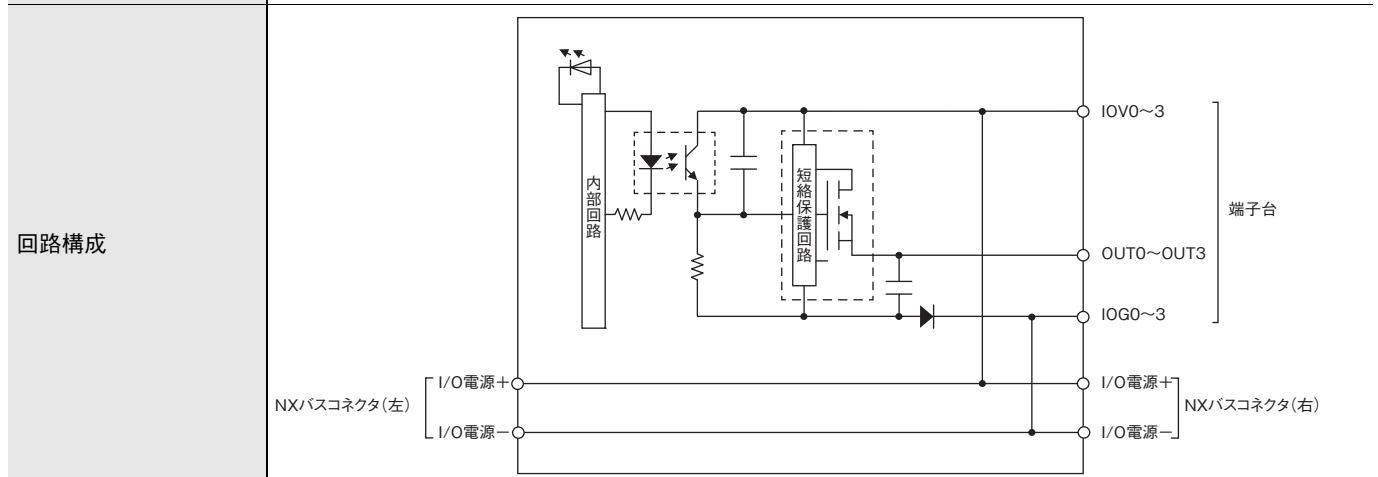 回路構成
内部回路
短絡保護回路
IOV0～3
端子台
OUT0～OUT3
IOG0～3
NXバスコネクタ(左)
I/O電源＋
I/O電源－
I/O電源＋
I/O電源－
NXバスコネクタ(右)